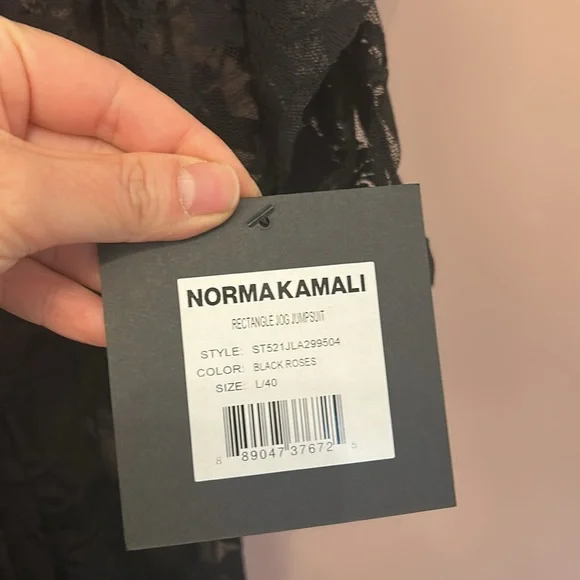 NORMA KAMALI
RECTANGLE JOG JUMPSUIT
STYLE: ST521JLA299504
COLOR: BLACK ROSES
SIZE: L/40
8 89047 37672 5